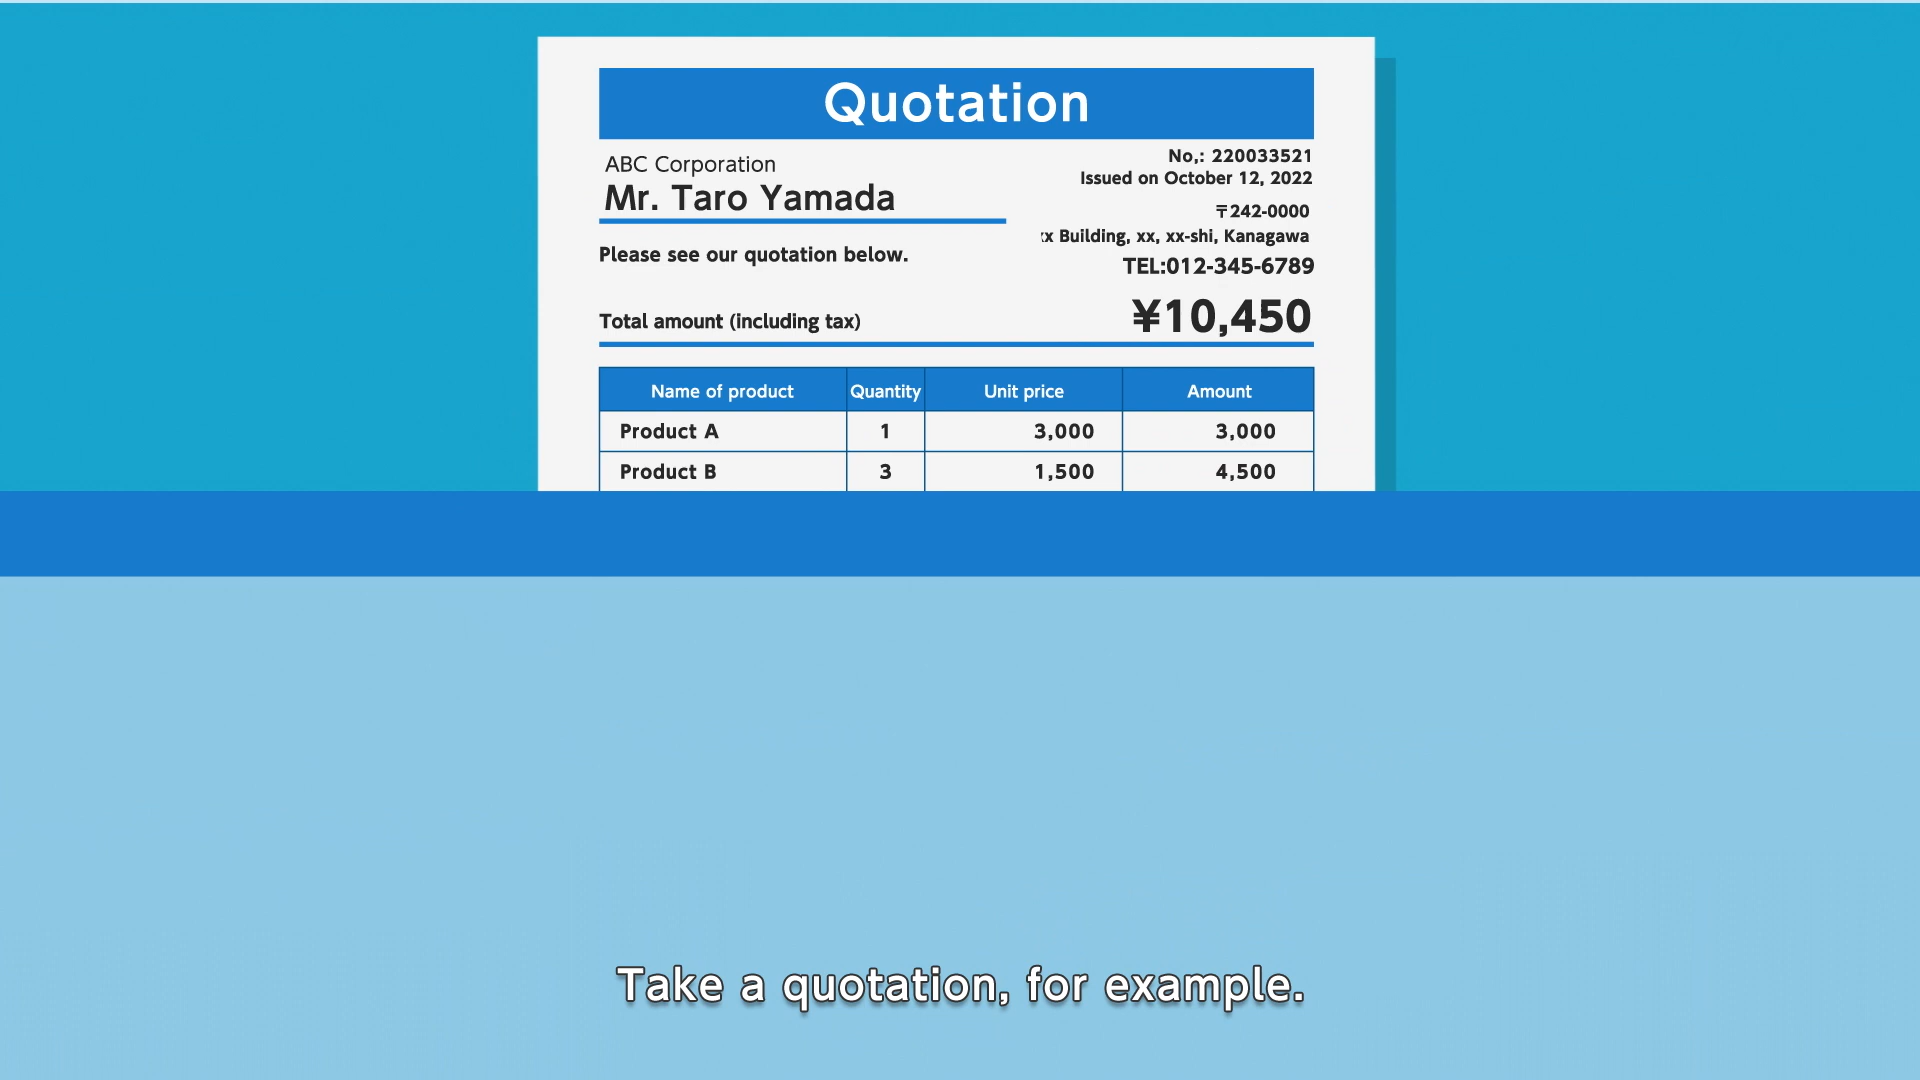 Quotation
ABC Corporation
Mr. Taro Yamada
No,: 220033521
Issued on October 12, 2022
〒242-0000
x Building, xx, xx-shi, Kanagawa
TEL:012-345-6789
Please see our quotation below.
Total amount (including tax) ¥10,450
Name of product Quantity Unit price Amount
Product A 1 3,000 3,000
Product B 3 1,500 4,500
Take a quotation, for example.